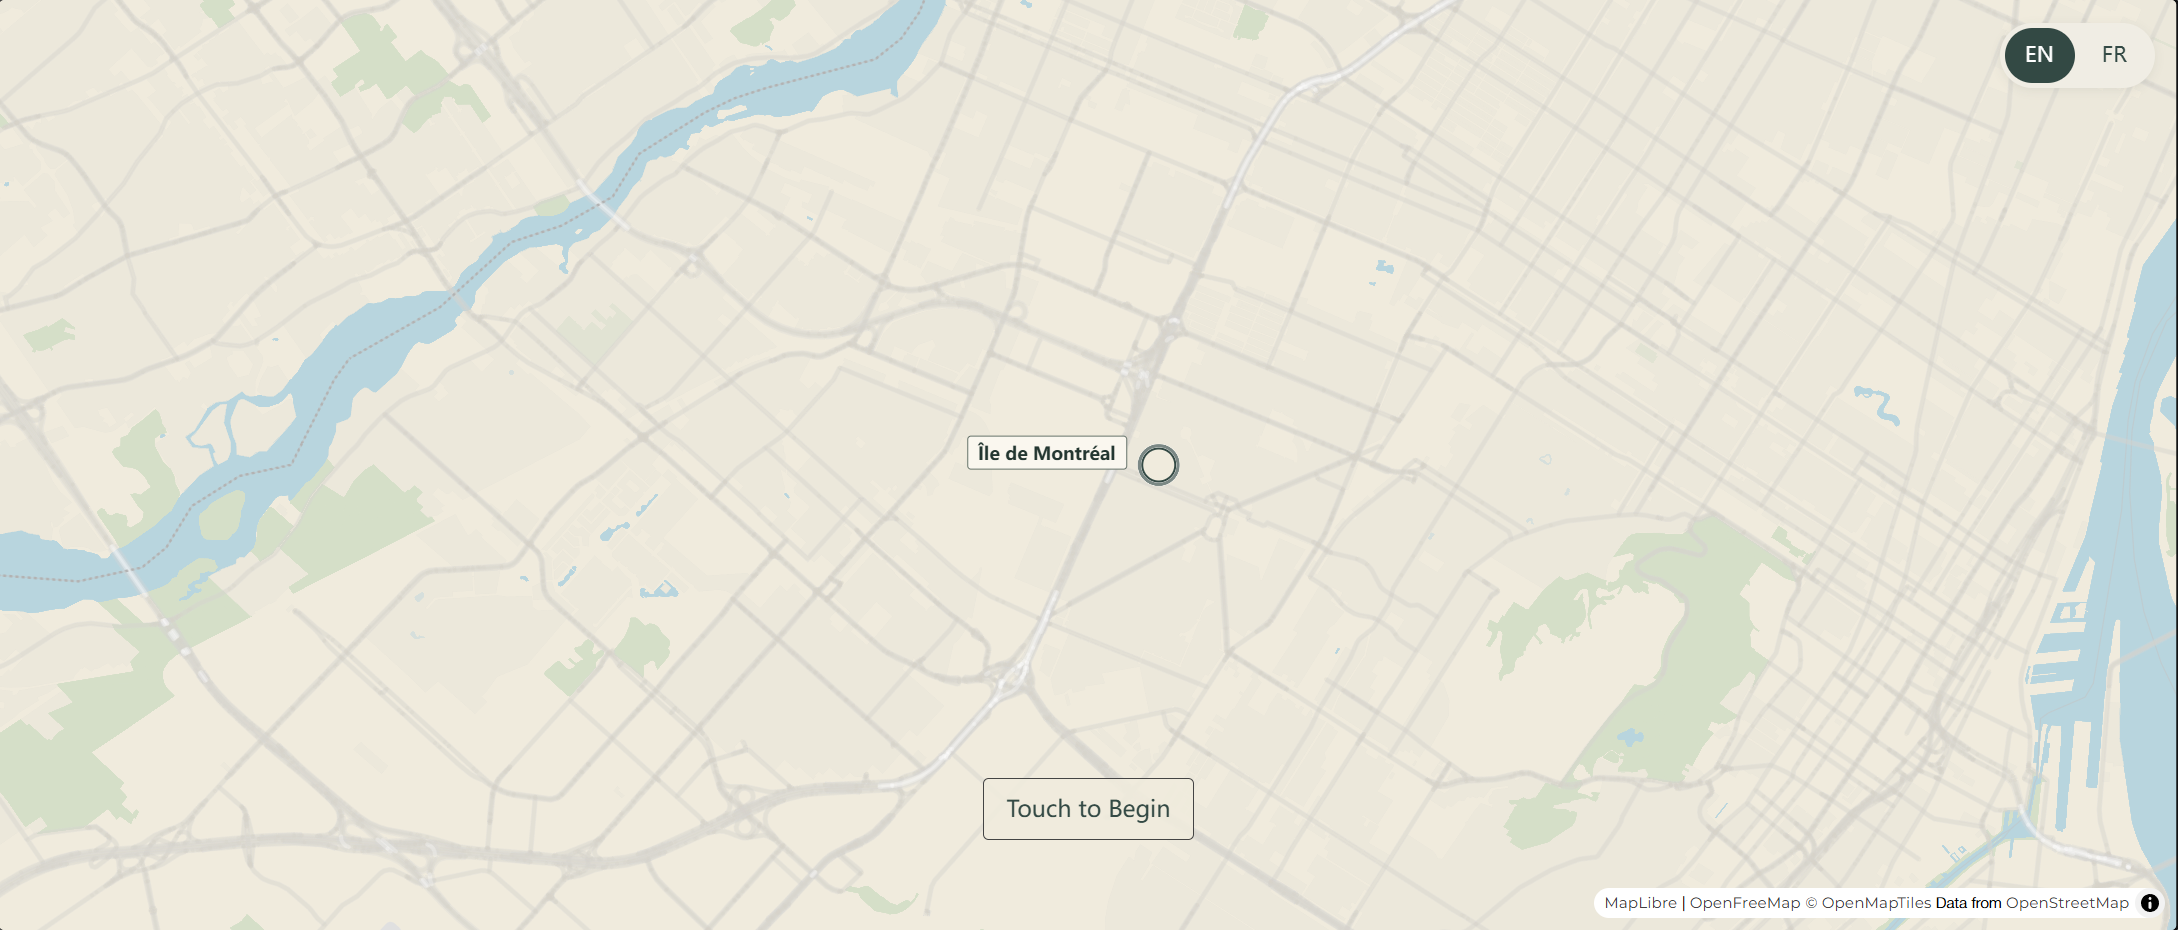 EN FR
Île de Montréal
Touch to Begin
MapLibre | OpenFreeMap © OpenMapTiles Data from OpenStreetMap